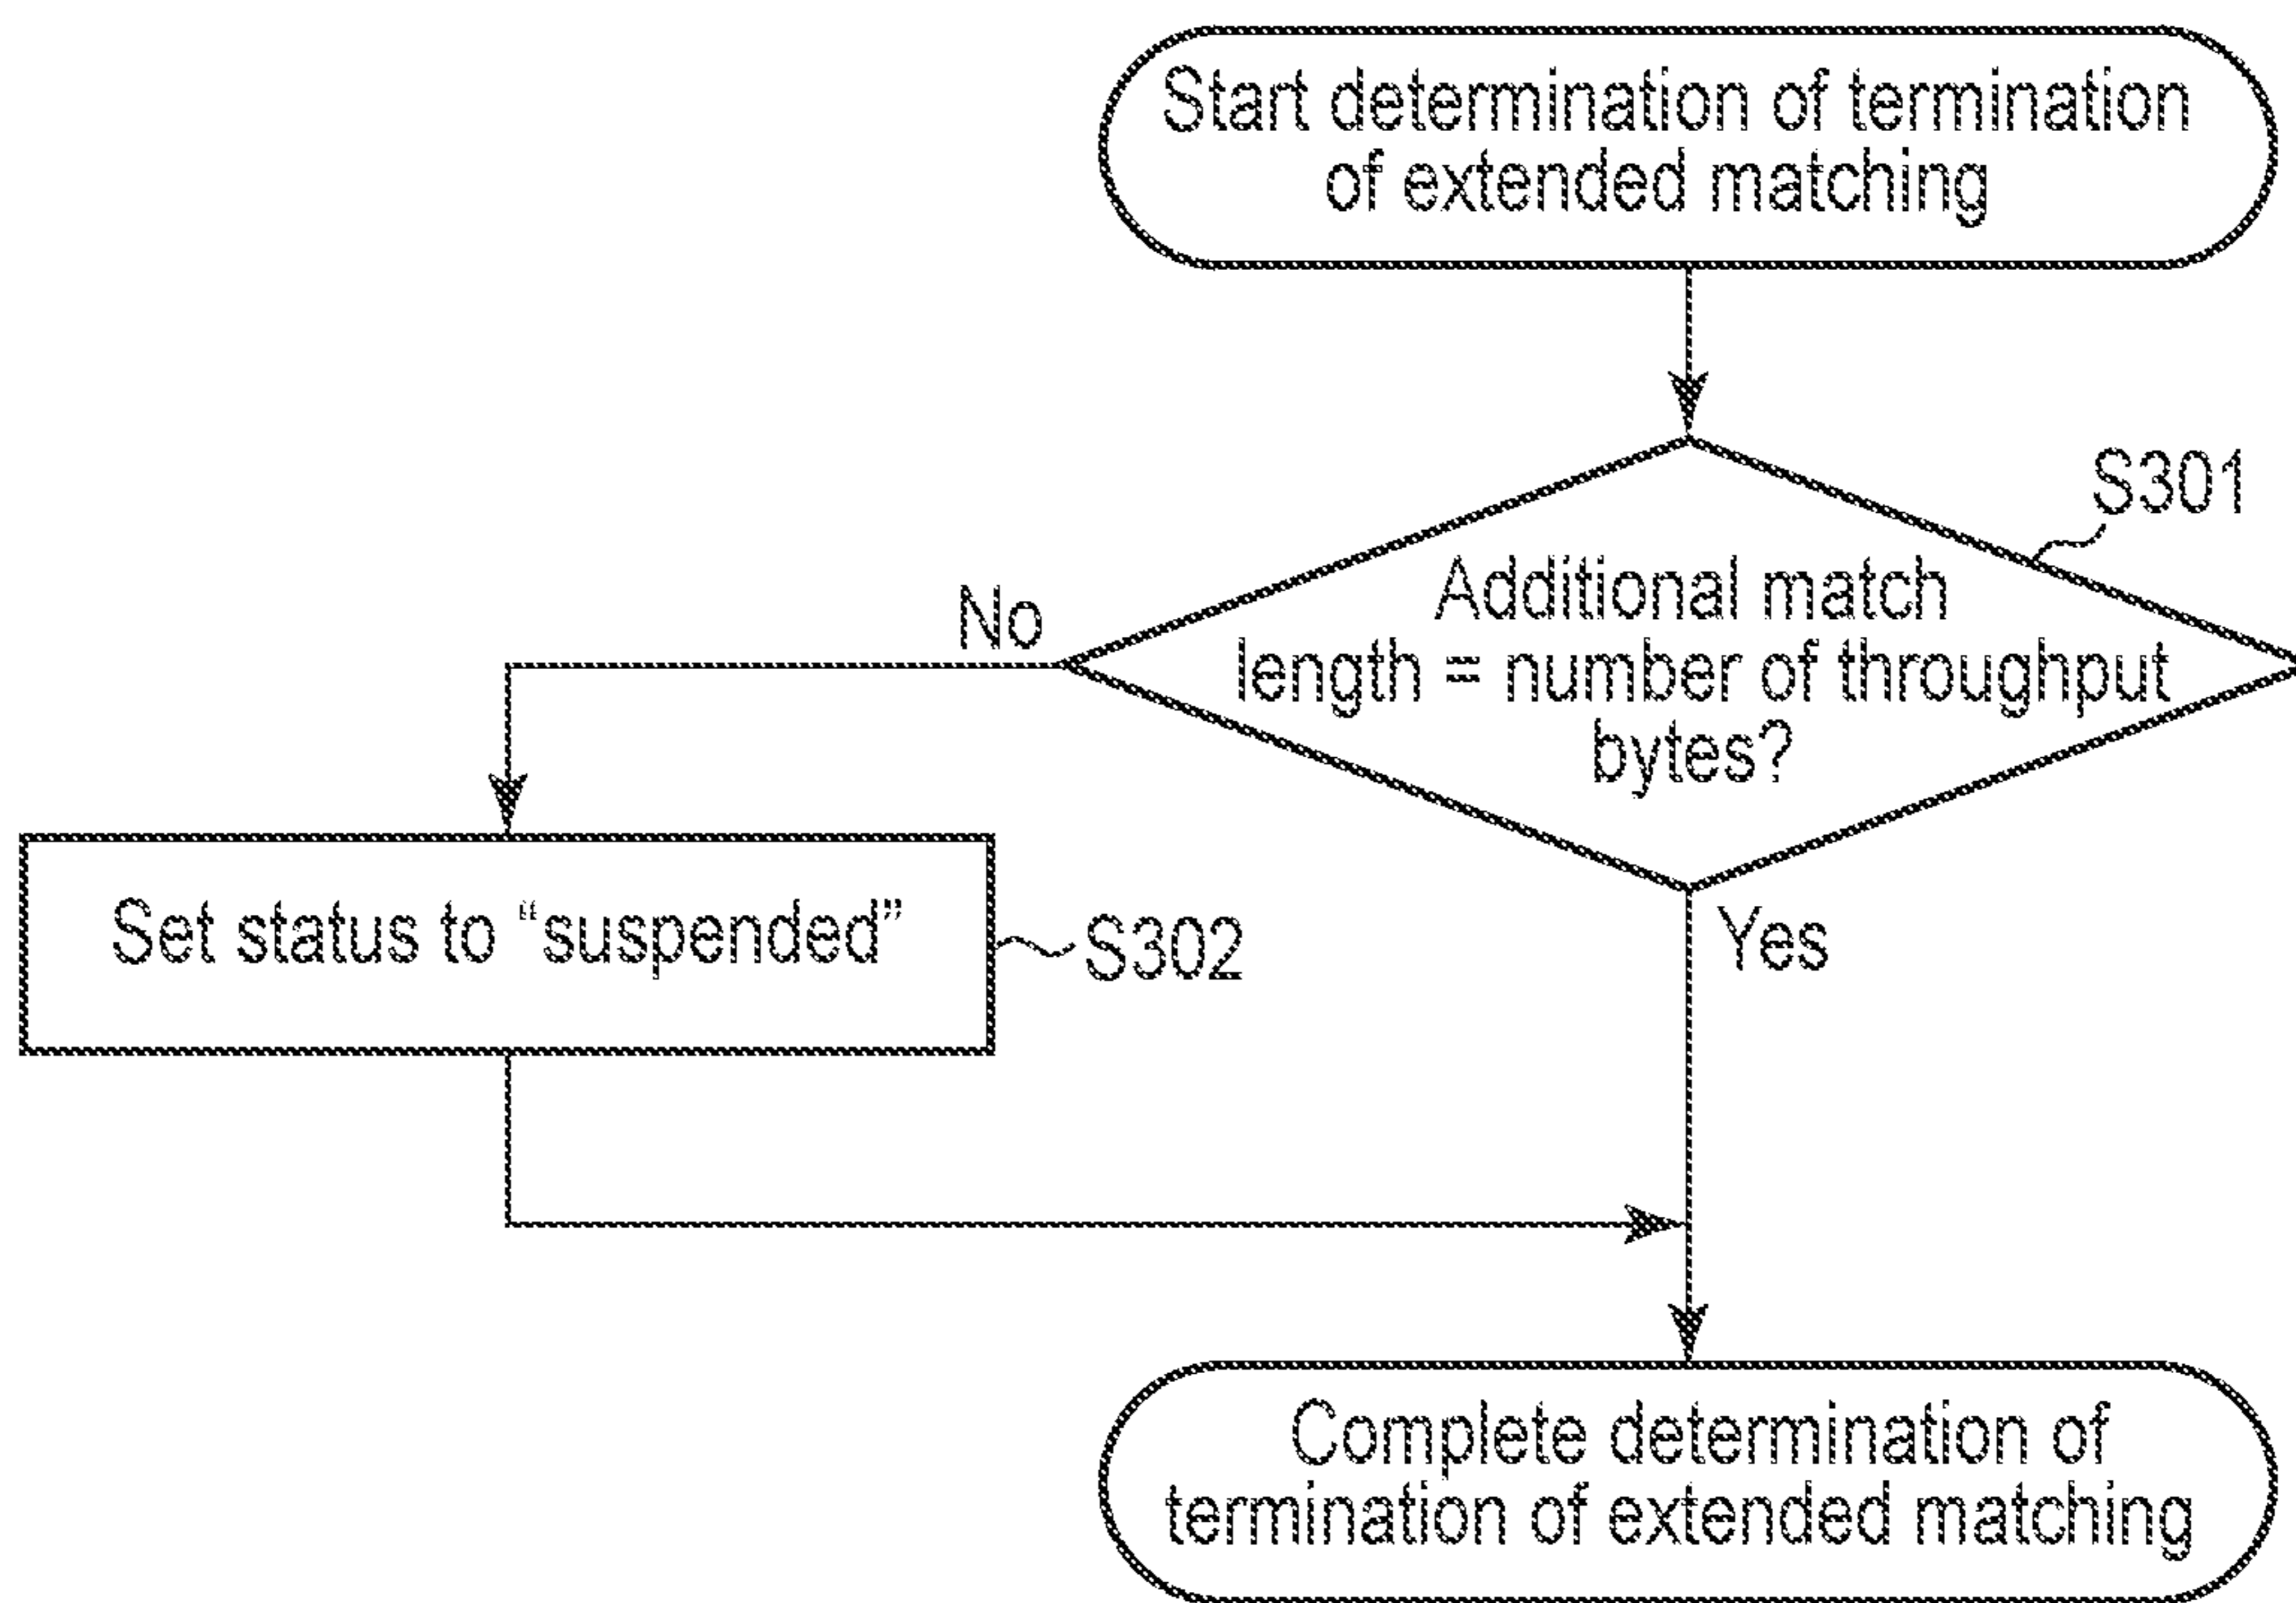 Start determination of termination
of extended matching
S301
Additional match
length = number of throughput
bytes?
No
Yes
Set status to “suspended”
S302
Complete determination of
termination of extended matching